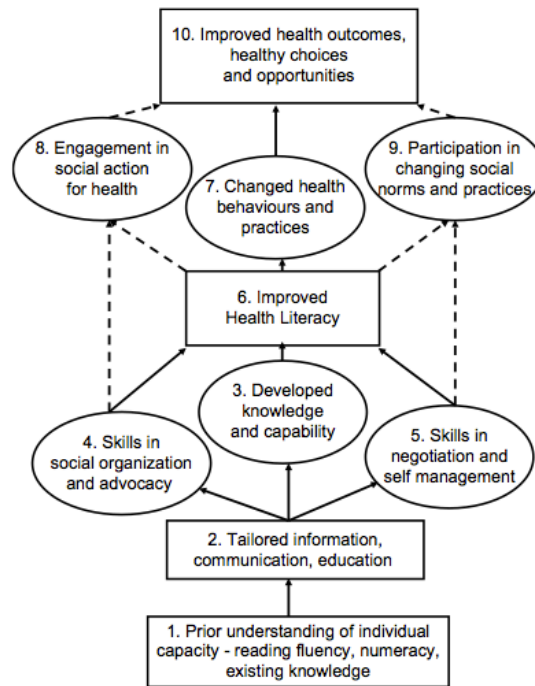 10. Improved health outcomes,
healthy choices
and opportunities
8. Engagement in
social action
for health
9. Participation in
changing social
norms and practices
7. Changed health
behaviours and
practices
6. Improved
Health Literacy
3. Developed
knowledge
and capability
4. Skills in
social organization
and advocacy
5. Skills in
negotiation and
self management
2. Tailored information,
communication, education
1. Prior understanding of individual
capacity - reading fluency, numeracy,
existing knowledge